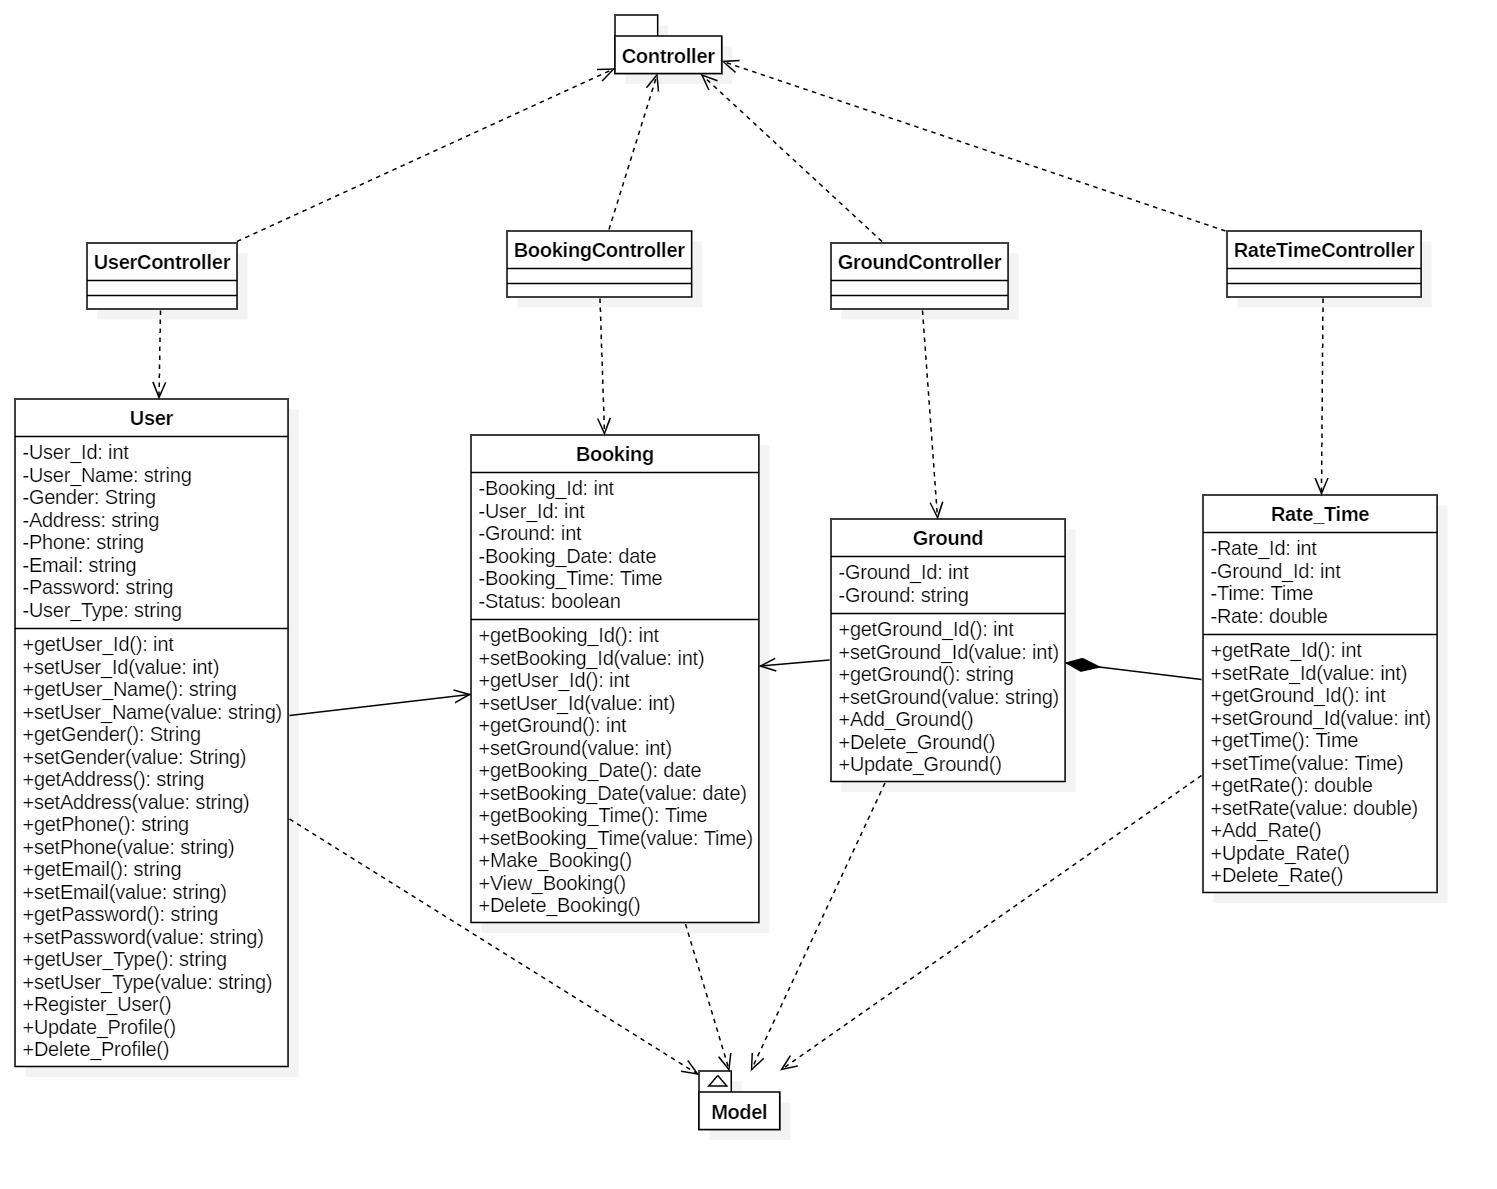 Controller
UserController
BookingController
GroundController
RateTimeController
User
-User_Id: int
-User_Name: string
-Gender: String
-Address: string
-Phone: string
-Email: string
-Password: string
-User_Type: string
+getUser_Id(): int
+setUser_Id(value: int)
+getUser_Name(): string
+setUser_Name(value: string)
+getGender(): String
+setGender(value: String)
+getAddress(): string
+setAddress(value: string)
+getPhone(): string
+setPhone(value: string)
+getEmail(): string
+setEmail(value: string)
+getPassword(): string
+setPassword(value: string)
+getUser_Type(): string
+setUser_Type(value: string)
+Register_User()
+Update_Profile()
+Delete_Profile()
Booking
-Booking_Id: int
-User_Id: int
-Ground: int
-Booking_Date: date
-Booking_Time: Time
-Status: boolean
+getBooking_Id(): int
+setBooking_Id(value: int)
+getUser_Id(): int
+setUser_Id(value: int)
+getGround(): int
+setGround(value: int)
+getBooking_Date(): date
+setBooking_Date(value: date)
+getBooking_Time(): Time
+setBooking_Time(value: Time)
+Make_Booking()
+View_Booking()
+Delete_Booking()
Ground
-Ground_Id: int
-Ground: string
+getGround_Id(): int
+setGround_Id(value: int)
+getGround(): string
+setGround(value: string)
+Add_Ground()
+Delete_Ground()
+Update_Ground()
Rate_Time
-Rate_Id: int
-Ground_Id: int
-Time: Time
-Rate: double
+getRate_Id(): int
+setRate_Id(value: int)
+getGround_Id(): int
+setGround_Id(value: int)
+getTime(): Time
+setTime(value: Time)
+getRate(): double
+setRate(value: double)
+Add_Rate()
+Update_Rate()
+Delete_Rate()
Model